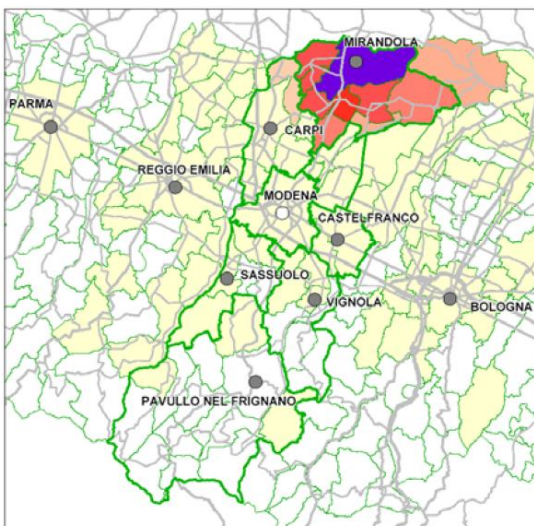 MIRANDOLA
PARMA
CARPI
REGGIO EMILIA
MODENA
CASTELFRANCO
SASSUOLO
VIGNOLA
BOLOGNA
PAVULLO NEL FRIGNANO